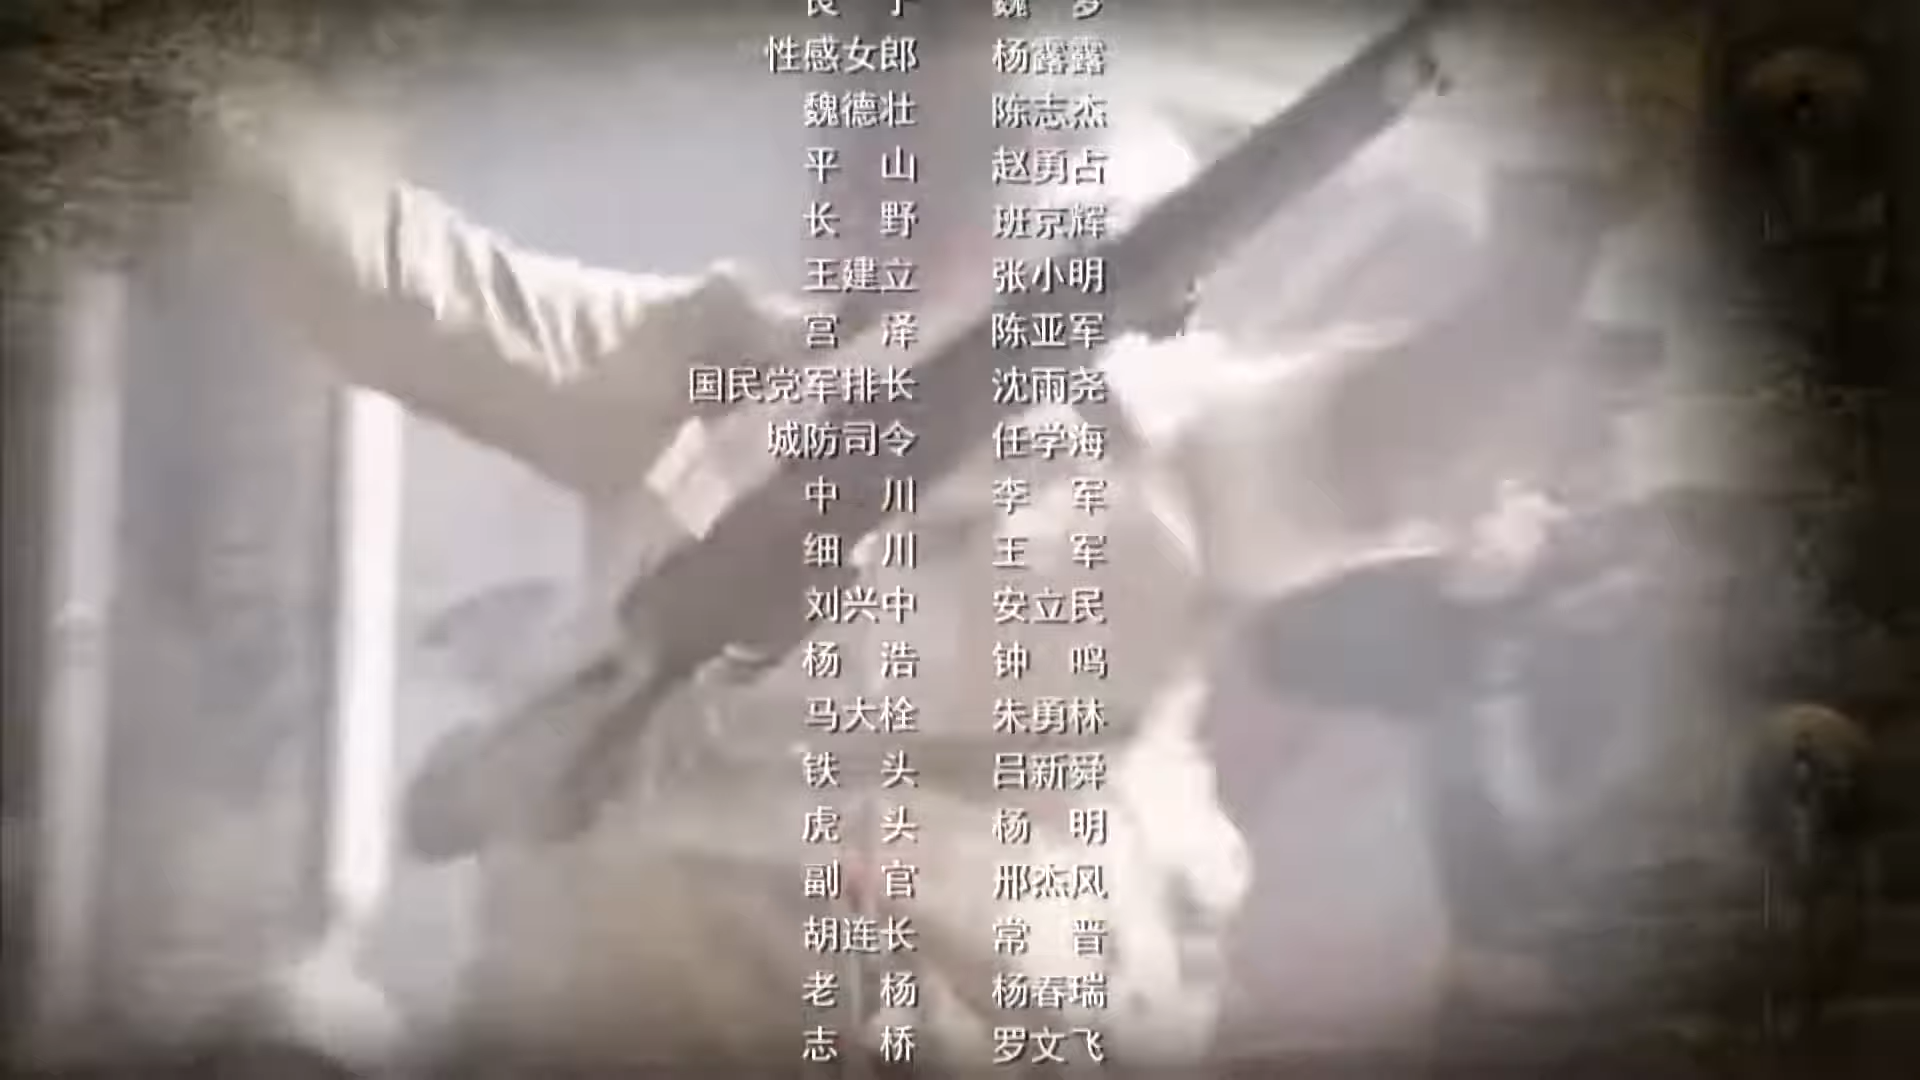 性感女郎 杨露露
魏德壮 陈志杰
平 山 赵勇占
长 野 班京辉
王建立 张小明
宫 泽 陈亚军
国民党军排长 沈雨尧
城防司令 任学海
中 川 李 军
细 川 王 军
刘兴中 安立民
杨 浩 钟 鸣
马大栓 朱勇林
铁 头 吕新舜
虎 头 杨 明
副 官 邢杰凤
胡连长 常 晋
老 杨 杨春瑞
志 桥 罗文飞